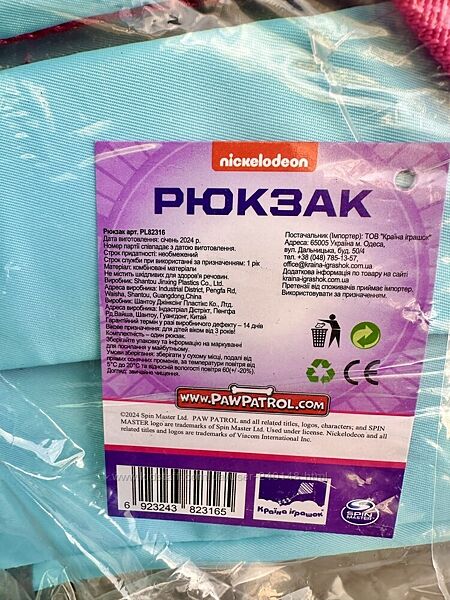 nickelodeon
РЮКЗАК
Рюкзак арт. PL82316
Дата виготовлення: січень 2024 р.
Номер партії співпадає з датою виготовлення.
Строк придатності: необмежений
Строк служби при використанні за призначенням: 1 рік
Матеріал: комбіновані матеріали
не містить шкідливих для здоров'я речовин.
Виробник: Shantou Jinxing Plastics Co., Ltd.
Адреса виробника: Industrial District, Pengfa Rd,
Waisha, Shantou, Guangdong,China
Виробник: Шантоу Джінксінг Пластікс Ко., Лтд.
Адреса виробника: Індастріал Дістрікт, Пенгфа
Рд,Вайша, Шантоу, Гуангдонг, Китай
Гарантійний термін у разі виробничого дефекту – 14 днів
Вікове призначення: для дітей віком від 3 років!
Комплектність – один рюкзак.
Зберігайте упаковку та інформацію на маркуванні
для посилання у майбутньому.
Умови зберігання: зберігати у сухому місці, подалі від
прямих сонячних променів, за температури повітря від
5°C до 20°C та відносній вологості повітря 60(+/-20%).
Догляд: звичайне чищення.
Постачальник (Імпортер): ТОВ "Країна іграшок"
Адреса: 65005 Україна м. Одеса,
вул. Дальницька, буд. 50/4
тел. +38 (048) 785-13-57,
office@kraina-igrashok.com.ua
Додаткова інформація по товару на сайті
kraina-igrashok.com.ua
Претензії від споживачів приймає імпортер.
Використовувати за призначенням.
CE
www.PawPatrol.com
©2024 Spin Master Ltd. PAW PATROL and all related titles, logos, characters; and SPIN
MASTER logo are trademarks of Spin Master Ltd. Used under license. Nickelodeon and all
related titles and logos are trademarks of Viacom International Inc.
6 923243 823165
Країна іграшок
SPIN
MASTER